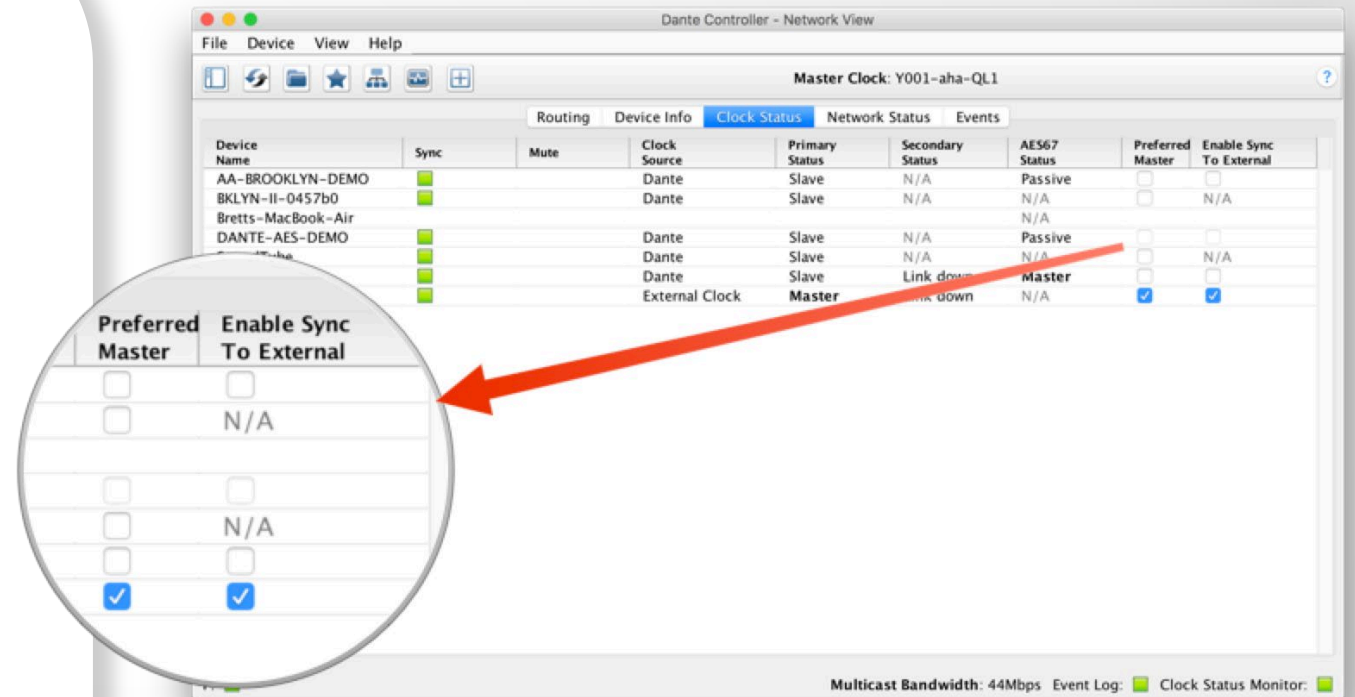 Dante Controller - Network View
File Device View Help
Master Clock: Y001-aha-QL1 ?
Routing Device Info Clock Status Network Status Events
Device Name Sync Mute Clock Source Primary Status Secondary Status AES67 Status Preferred Master Enable Sync To External
AA-BROOKLYN-DEMO Dante Slave N/A Passive
BKLYN-II-0457b0 Dante Slave N/A N/A N/A
Bretts-MacBook-Air N/A
DANTE-AES-DEMO Dante Slave N/A Passive
Dante Slave N/A N/A N/A
Dante Slave Link down Master
External Clock Master down N/A
Preferred Master Enable Sync To External
N/A
N/A
Multicast Bandwidth: 44Mbps Event Log: Clock Status Monitor: